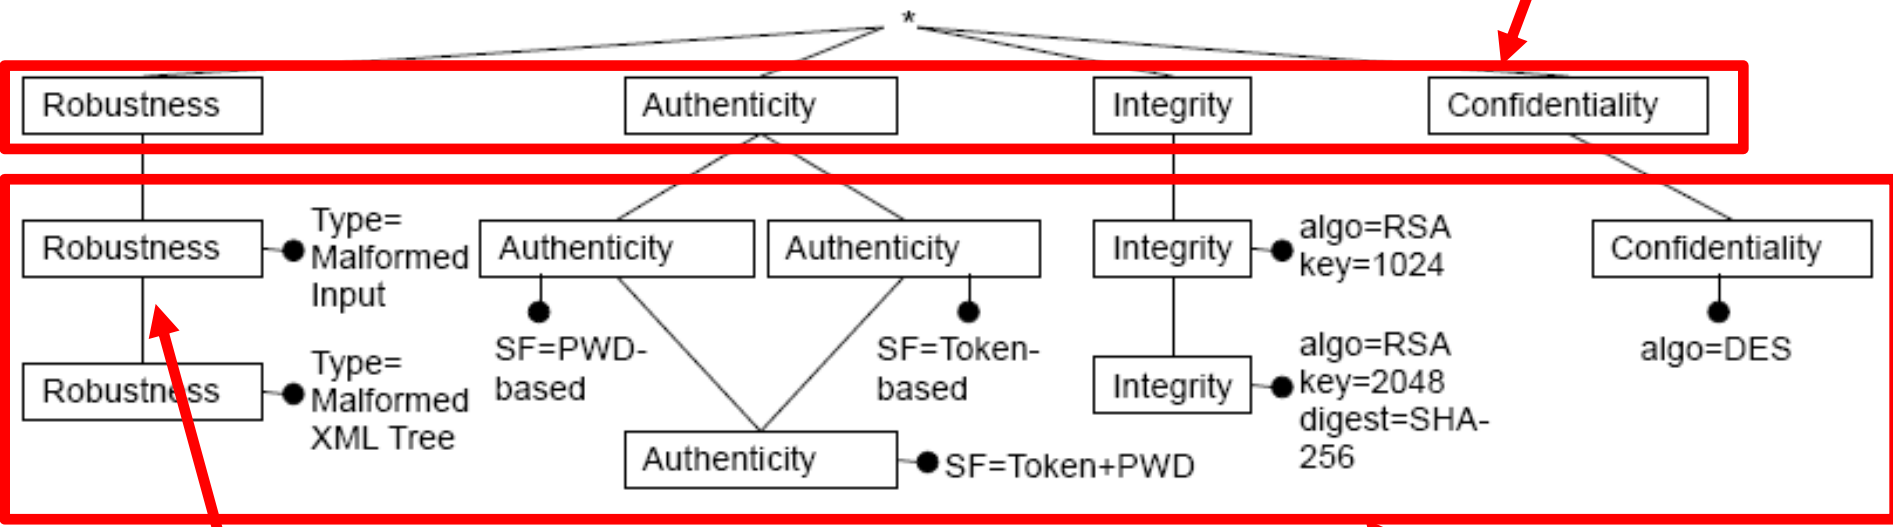 *
Robustness
Authenticity
Integrity
Confidentiality
Robustness
Type=
Malformed
Input
Authenticity
SF=PWD-
based
Authenticity
SF=Token-
based
Integrity
algo=RSA
key=1024
Confidentiality
algo=DES
Robustness
Type=
Malformed
XML Tree
Integrity
algo=RSA
key=2048
digest=SHA-
256
Authenticity
SF=Token+PWD